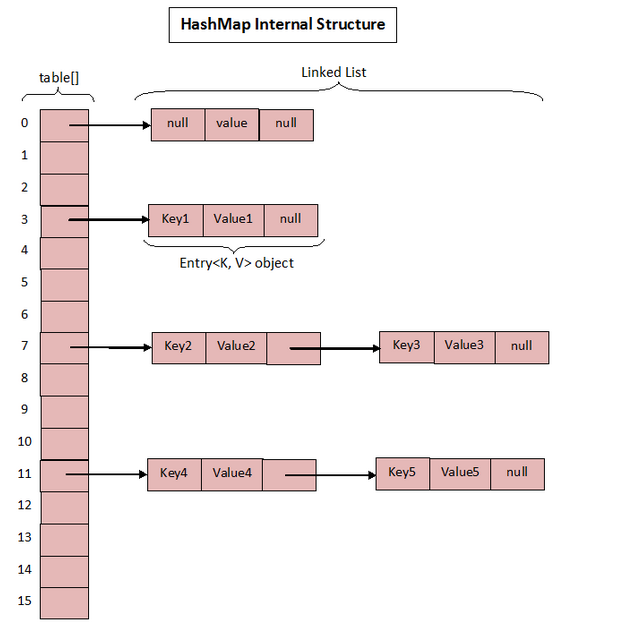 HashMap Internal Structure
table[]
Linked List
0
null value null
1
2
3
Key1 Value1 null
4
Entry<K, V> object
5
6
7
Key2 Value2
Key3 Value3 null
8
9
10
11
Key4 Value4
Key5 Value5 null
12
13
14
15